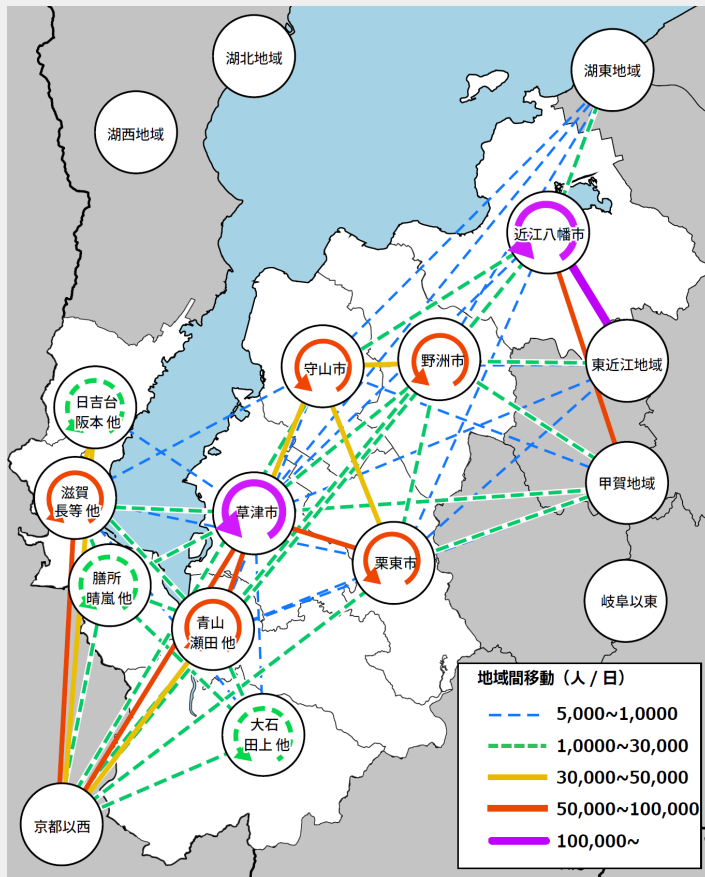 湖北地域
湖東地域
湖西地域
近江八幡市
守山市
野洲市
東近江地域
日吉台
阪本 他
滋賀
長等 他
草津市
甲賀地域
栗東市
膳所
晴嵐 他
青山
瀬田 他
岐阜以東
大石
田上 他
京都以西
地域間移動（人 / 日）
5,000~1,0000
1,0000~30,000
30,000~50,000
50,000~100,000
100,000~